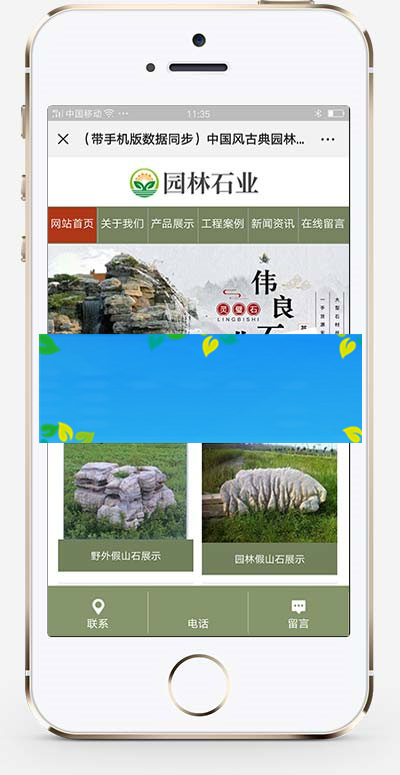 中国移动 ··· 11:35
× （带手机版数据同步）中国风古典园林... ···
园林石业
网站首页 关于我们 产品展示 工程案例 新闻资讯 在线留言
伟良石
灵璧石
LINGBISHI
野外假山石展示 园林假山石展示
联系 电话 留言